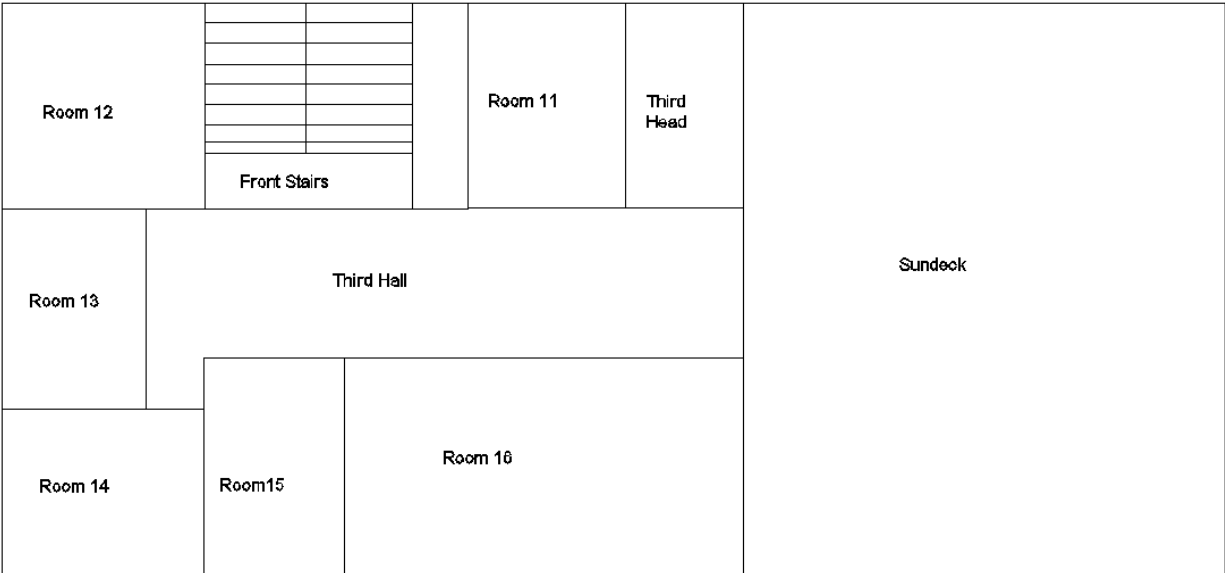 Room 12
Front Stairs
Room 11
Third
Head
Room 13
Third Hall
Sundeck
Room 14
Room15
Room 16